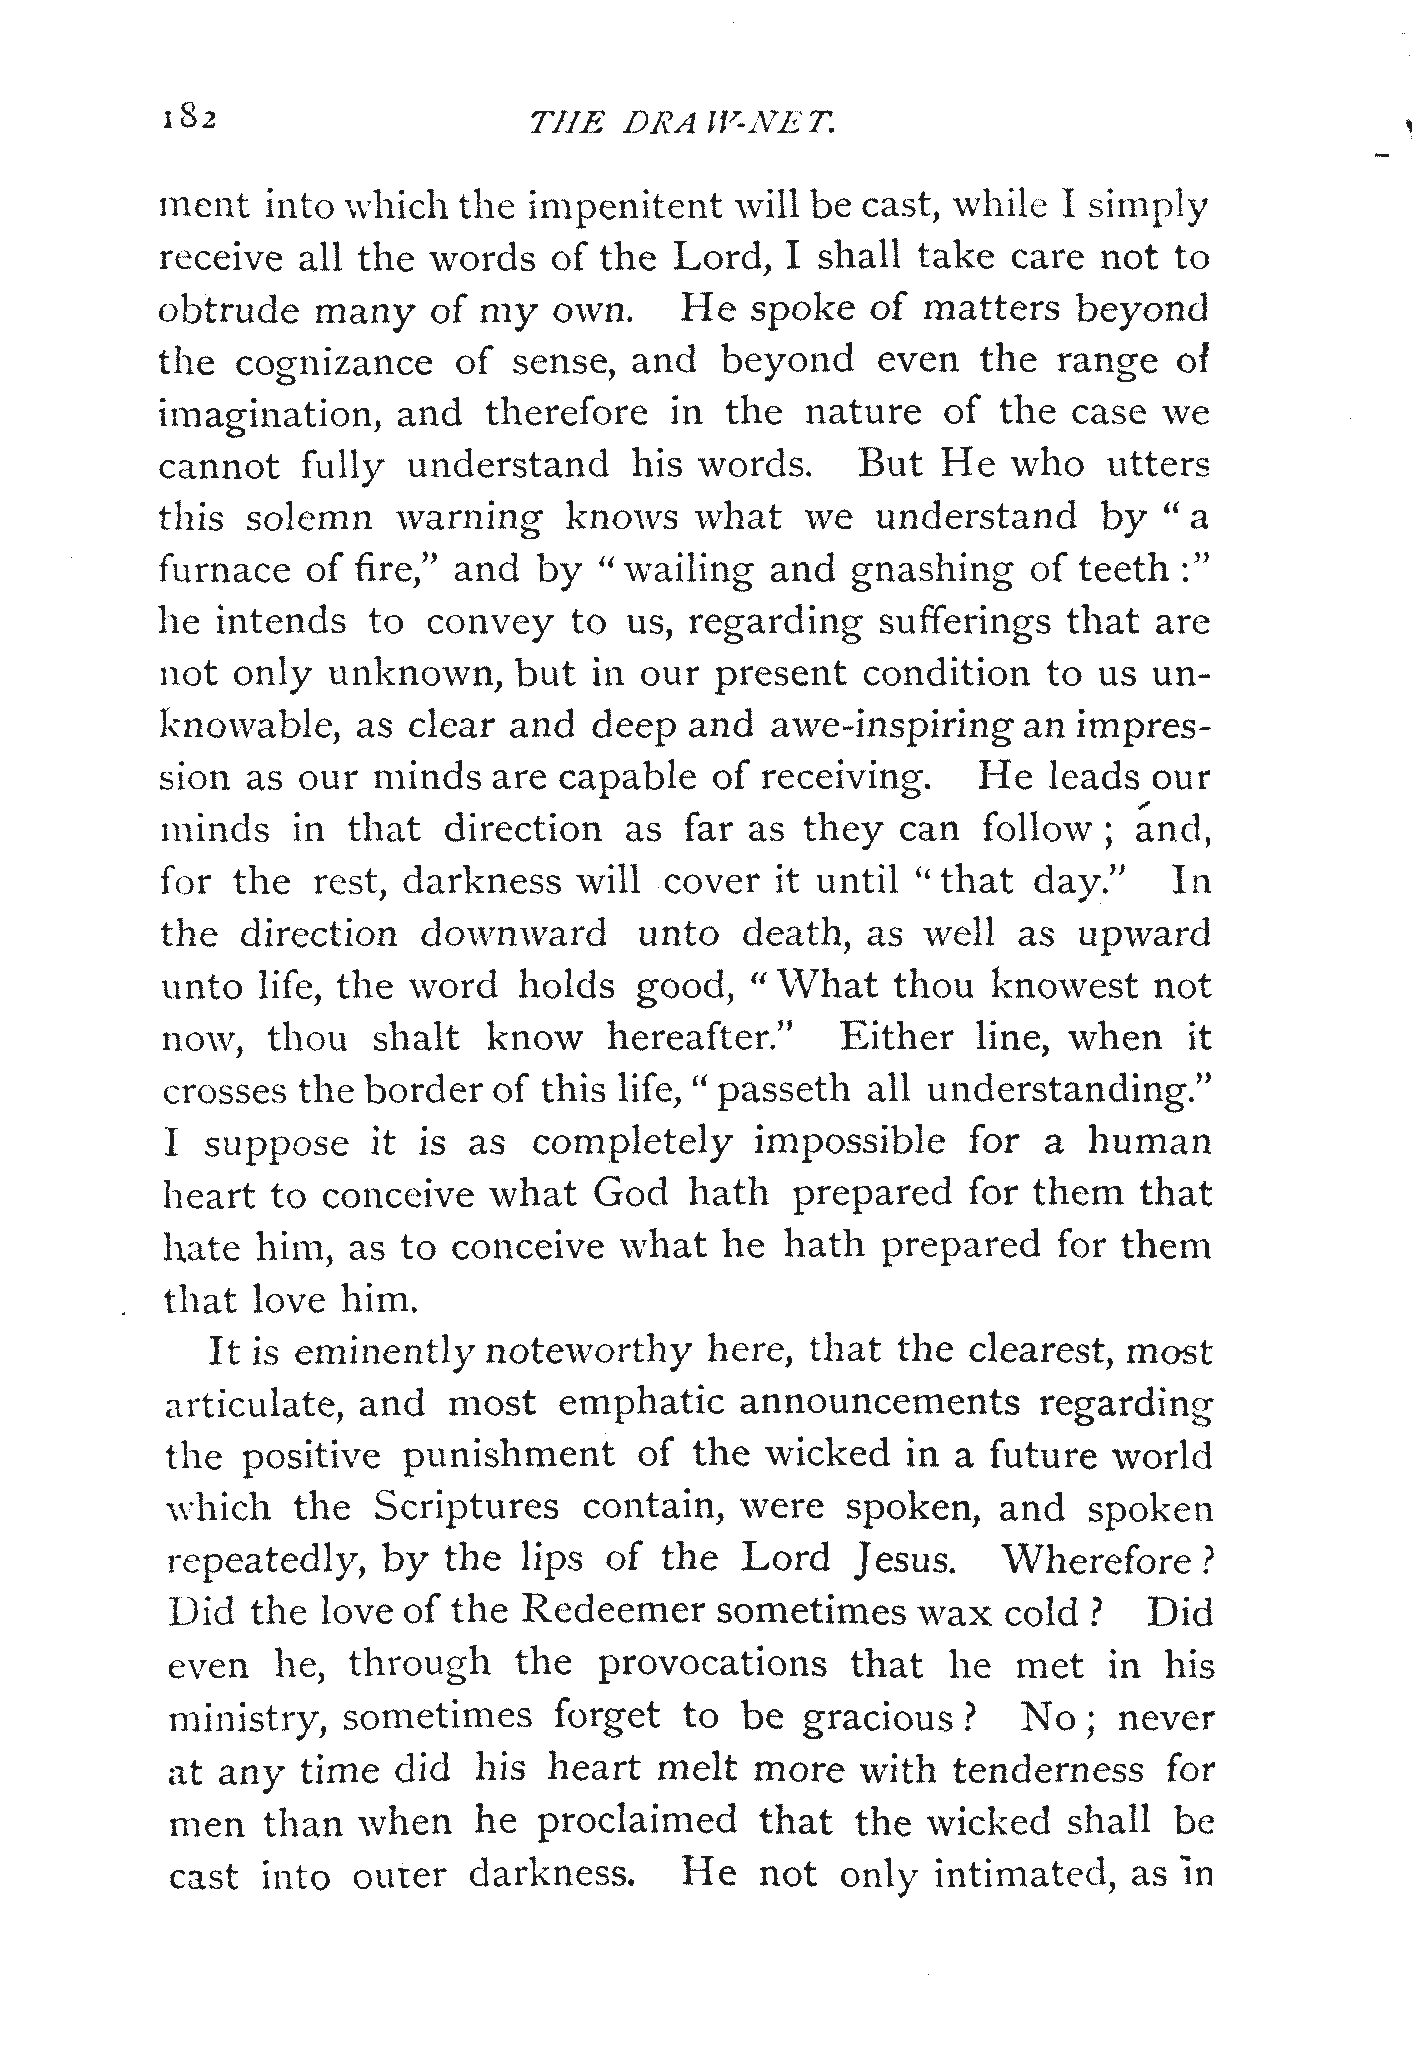 182 THE DRAW-NET.
ment into which the impenitent will be cast, while I simply
receive all the words of the Lord, I shall take care not to
obtrude many of my own. He spoke of matters beyond
the cognizance of sense, and beyond even the range of
imagination, and therefore in the nature of the case we
cannot fully understand his words. But He who utters
this solemn warning knows what we understand by “ a
furnace of fire,” and by “ wailing and gnashing of teeth :”
he intends to convey to us, regarding sufferings that are
not only unknown, but in our present condition to us un-
knowable, as clear and deep and awe-inspiring an impres-
sion as our minds are capable of receiving. He leads our
minds in that direction as far as they can follow ; and,
for the rest, darkness will cover it until “ that day.” In
the direction downward unto death, as well as upward
unto life, the word holds good, “ What thou knowest not
now, thou shalt know hereafter.” Either line, when it
crosses the border of this life, “ passeth all understanding.”
I suppose it is as completely impossible for a human
heart to conceive what God hath prepared for them that
hate him, as to conceive what he hath prepared for them
that love him.
It is eminently noteworthy here, that the clearest, most
articulate, and most emphatic announcements regarding
the positive punishment of the wicked in a future world
which the Scriptures contain, were spoken, and spoken
repeatedly, by the lips of the Lord Jesus. Wherefore ?
Did the love of the Redeemer sometimes wax cold ? Did
even he, through the provocations that he met in his
ministry, sometimes forget to be gracious ? No ; never
at any time did his heart melt more with tenderness for
men than when he proclaimed that the wicked shall be
cast into outer darkness. He not only intimated, as in